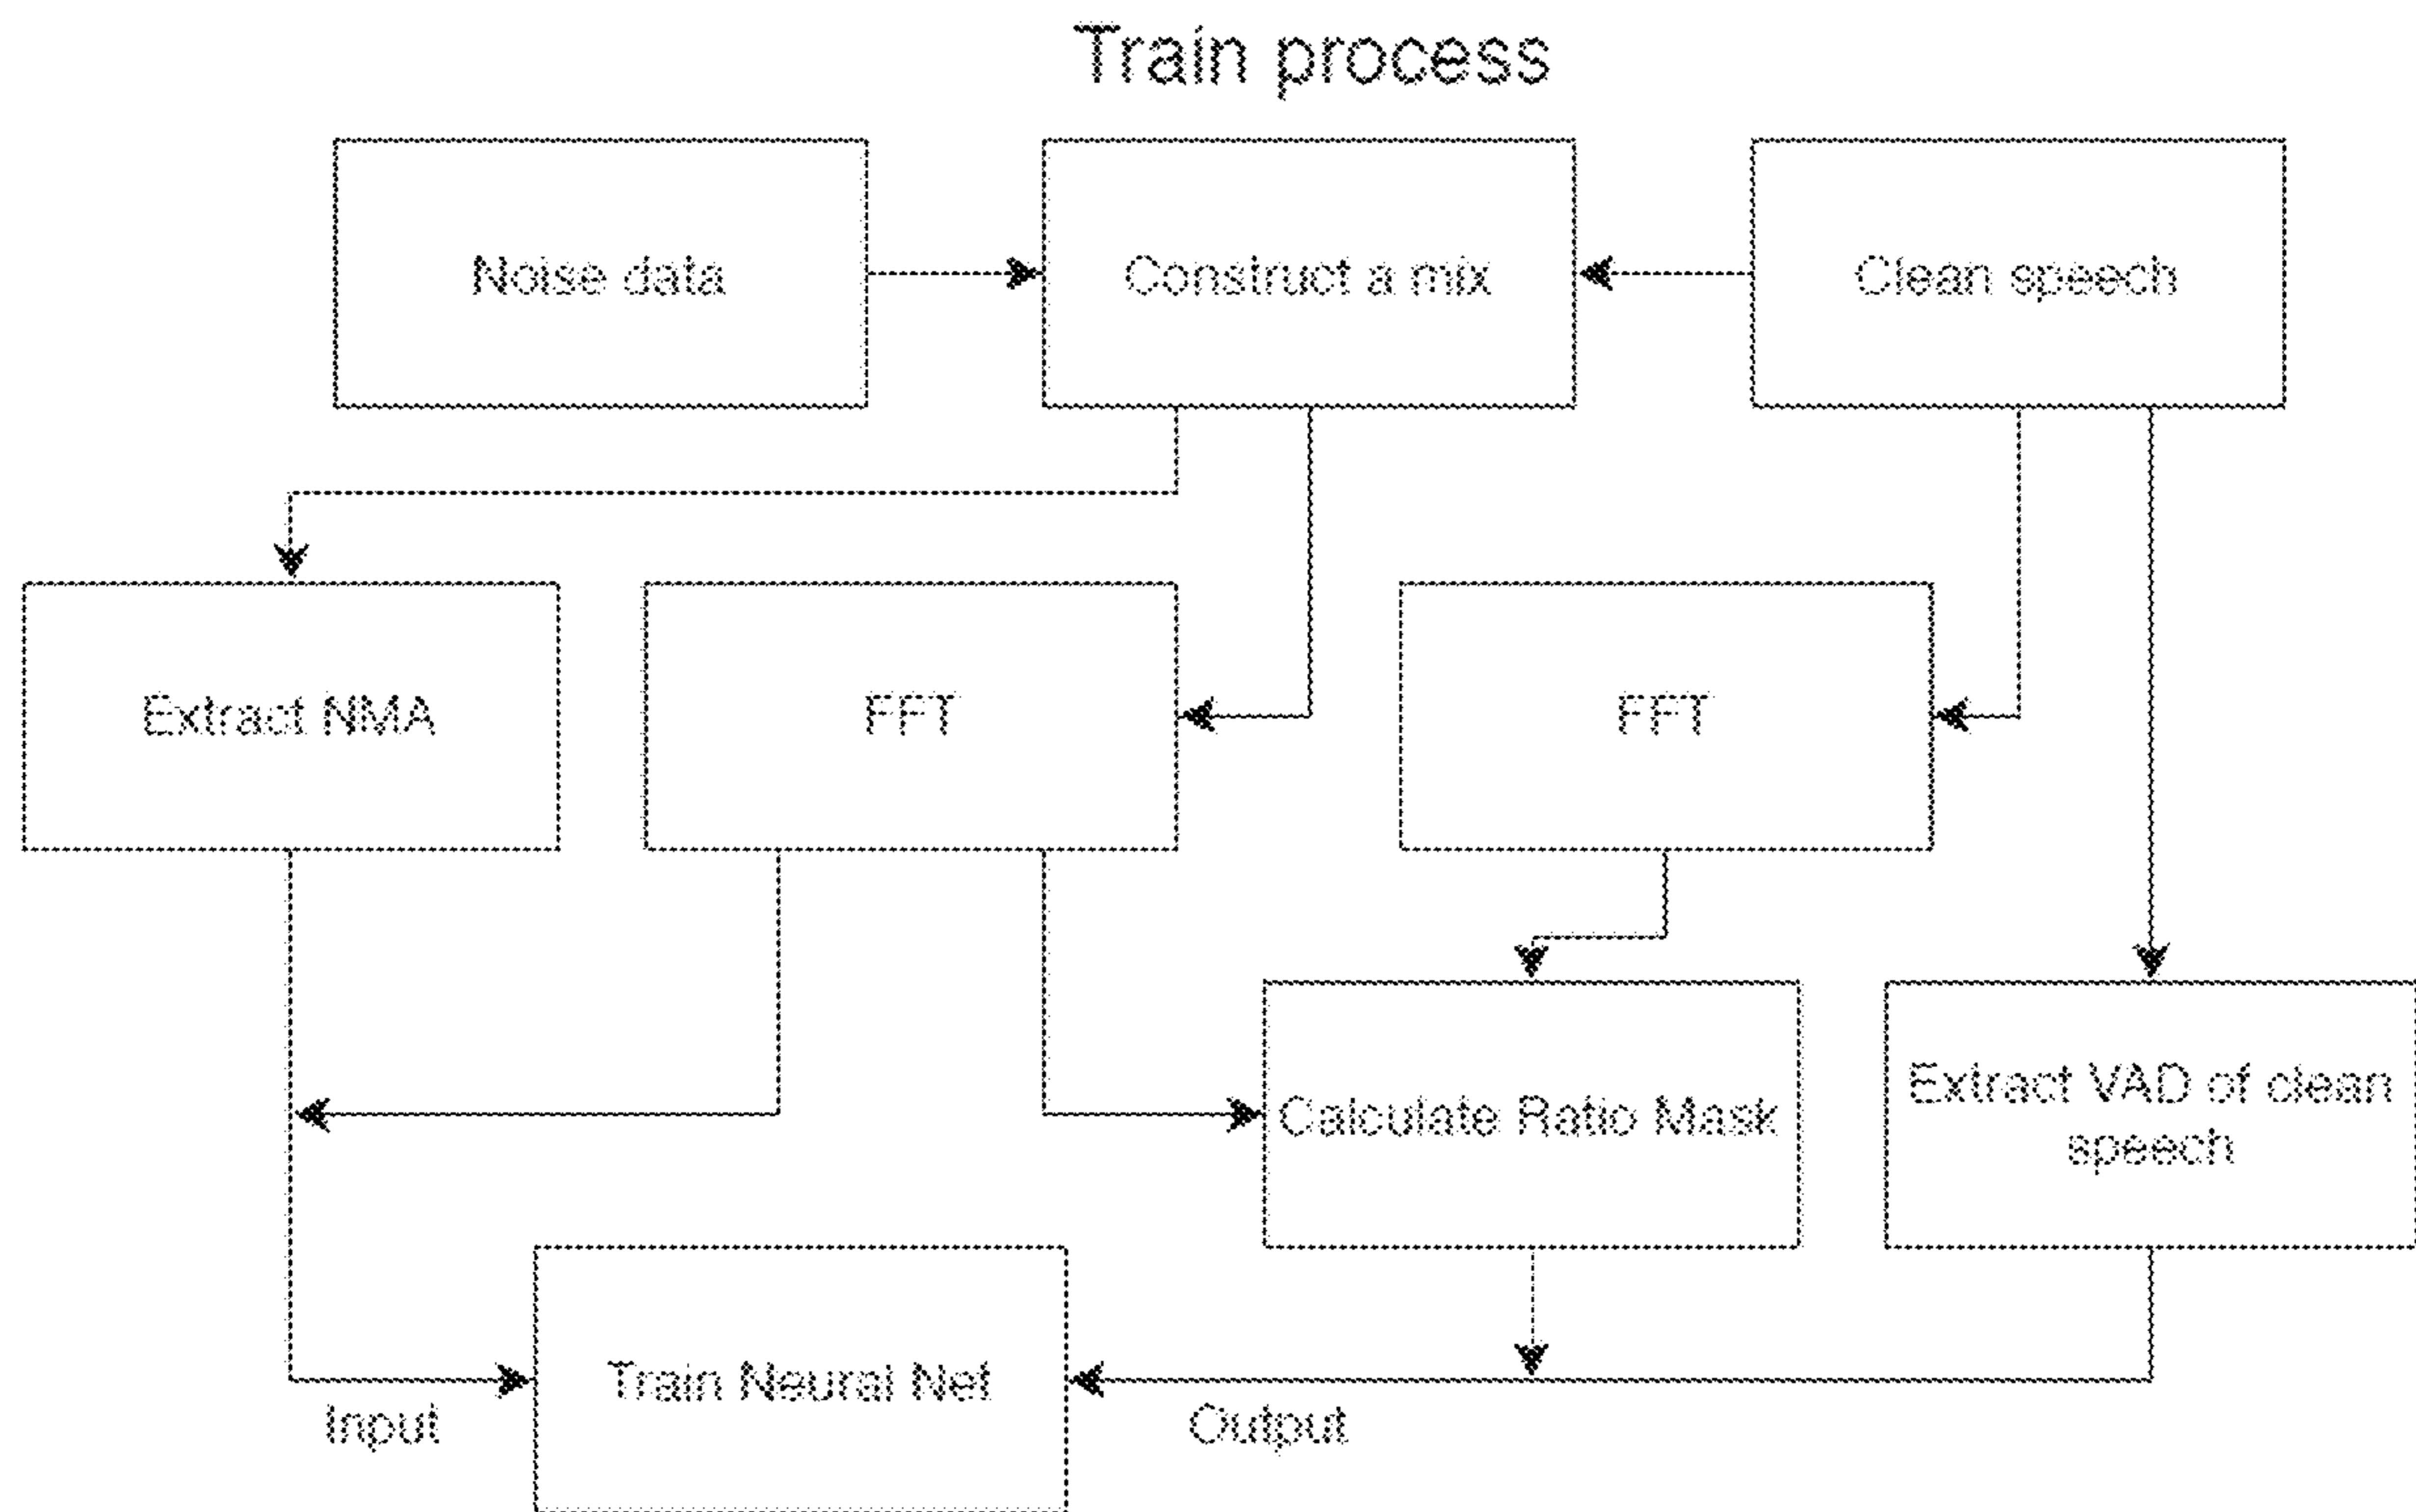 Train process
Noise data
Construct a mix
Clean speech
Extract NMA
FFT
FFT
Calculate Ratio Mask
Extract VAD of clean
speech
Train Neural Net
Input
Output